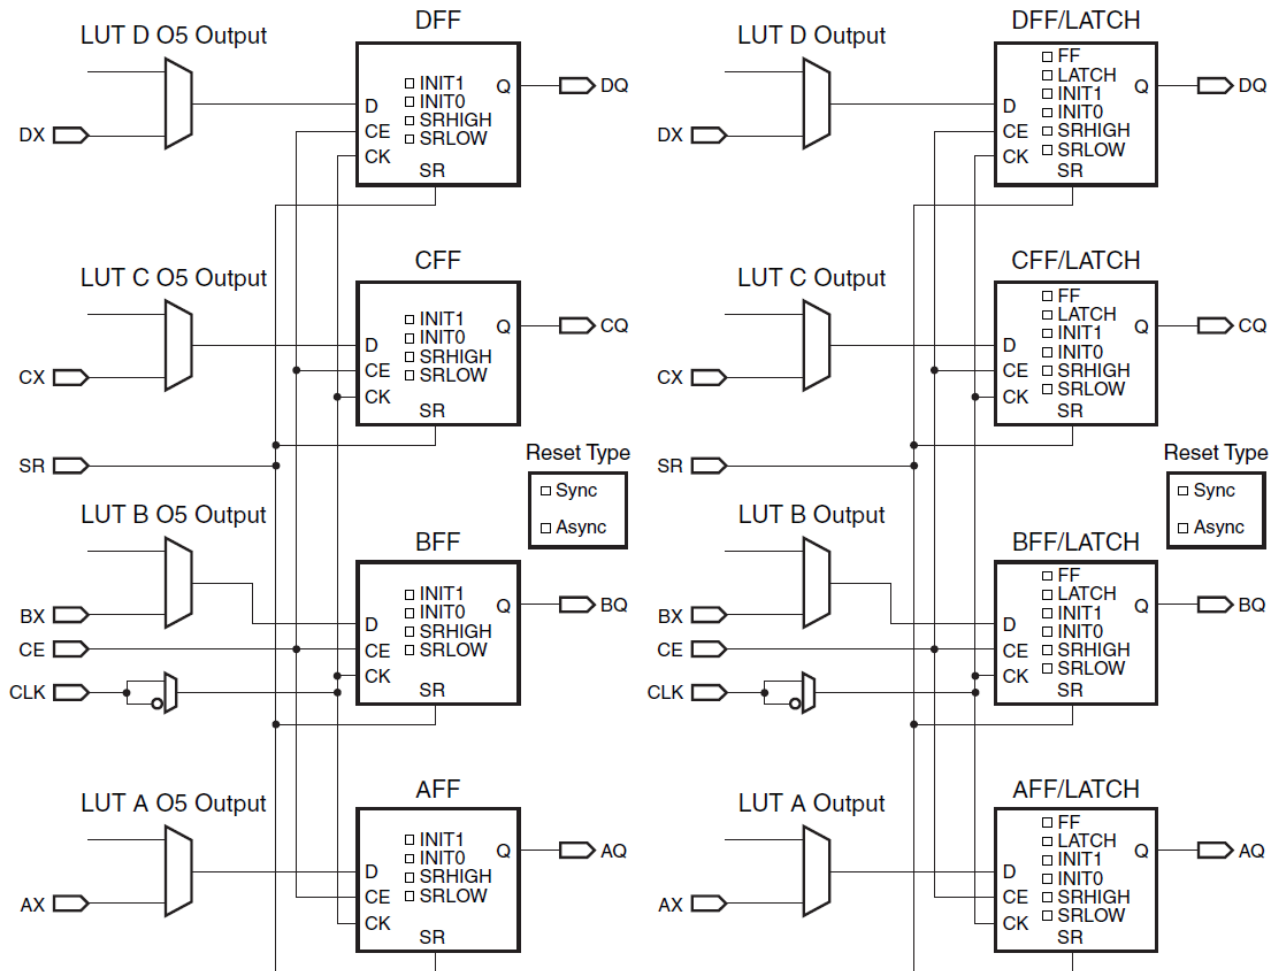 DFF
LUT D O5 Output
INIT1
INIT0
SRHIGH
SRLOW
D
CE
CK
SR
Q
DQ
DX
CFF
LUT C O5 Output
INIT1
INIT0
SRHIGH
SRLOW
D
CE
CK
SR
Q
CQ
CX
SR
Reset Type
Sync
Async
LUT B O5 Output
BFF
INIT1
INIT0
SRHIGH
SRLOW
D
CE
CK
SR
Q
BQ
BX
CE
CLK
AFF
LUT A O5 Output
INIT1
INIT0
SRHIGH
SRLOW
D
CE
CK
SR
Q
AQ
AX
DFF/LATCH
LUT D Output
FF
LATCH
INIT1
INIT0
SRHIGH
SRLOW
D
CE
CK
SR
Q
DQ
DX
CFF/LATCH
LUT C Output
FF
LATCH
INIT1
INIT0
SRHIGH
SRLOW
D
CE
CK
SR
Q
CQ
CX
SR
Reset Type
Sync
Async
LUT B Output
BFF/LATCH
FF
LATCH
INIT1
INIT0
SRHIGH
SRLOW
D
CE
CK
SR
Q
BQ
BX
CE
CLK
AFF/LATCH
LUT A Output
FF
LATCH
INIT1
INIT0
SRHIGH
SRLOW
D
CE
CK
SR
Q
AQ
AX